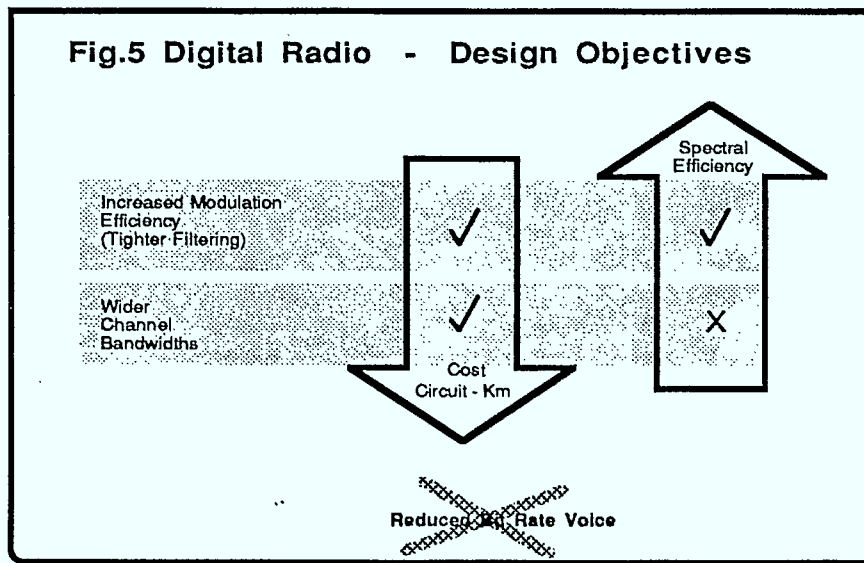 Fig.5 Digital Radio - Design Objectives
Spectral
Efficiency
Increased Modulation
Efficiency
(Tighter Filtering)
Wider
Channel
Bandwidths
Cost
Circuit - Km
Reduced Rate Voice